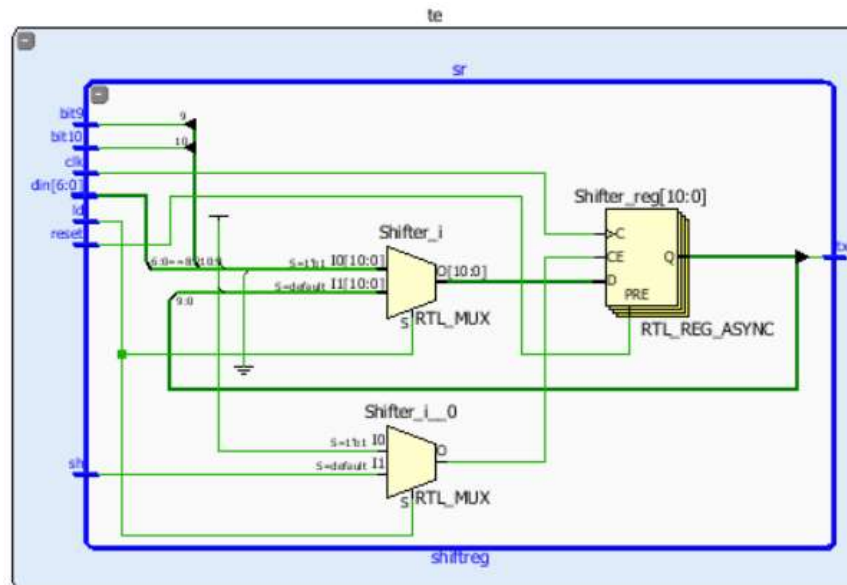 te
sr
bit9
9
bit10
10
clk
din[6:0]
ld
reset
Shifter_reg[10:0]
Shifter_i
C
CE
D
Q
PRE
S=1'b1 I0[10:0]
O[10:0]
S=default I1[10:0]
9:0
S
RTL_MUX
RTL_REG_ASYNC
Shifter_i__0
S=1'b1 I0
O
S=default I1
sh
S
RTL_MUX
shiftreg